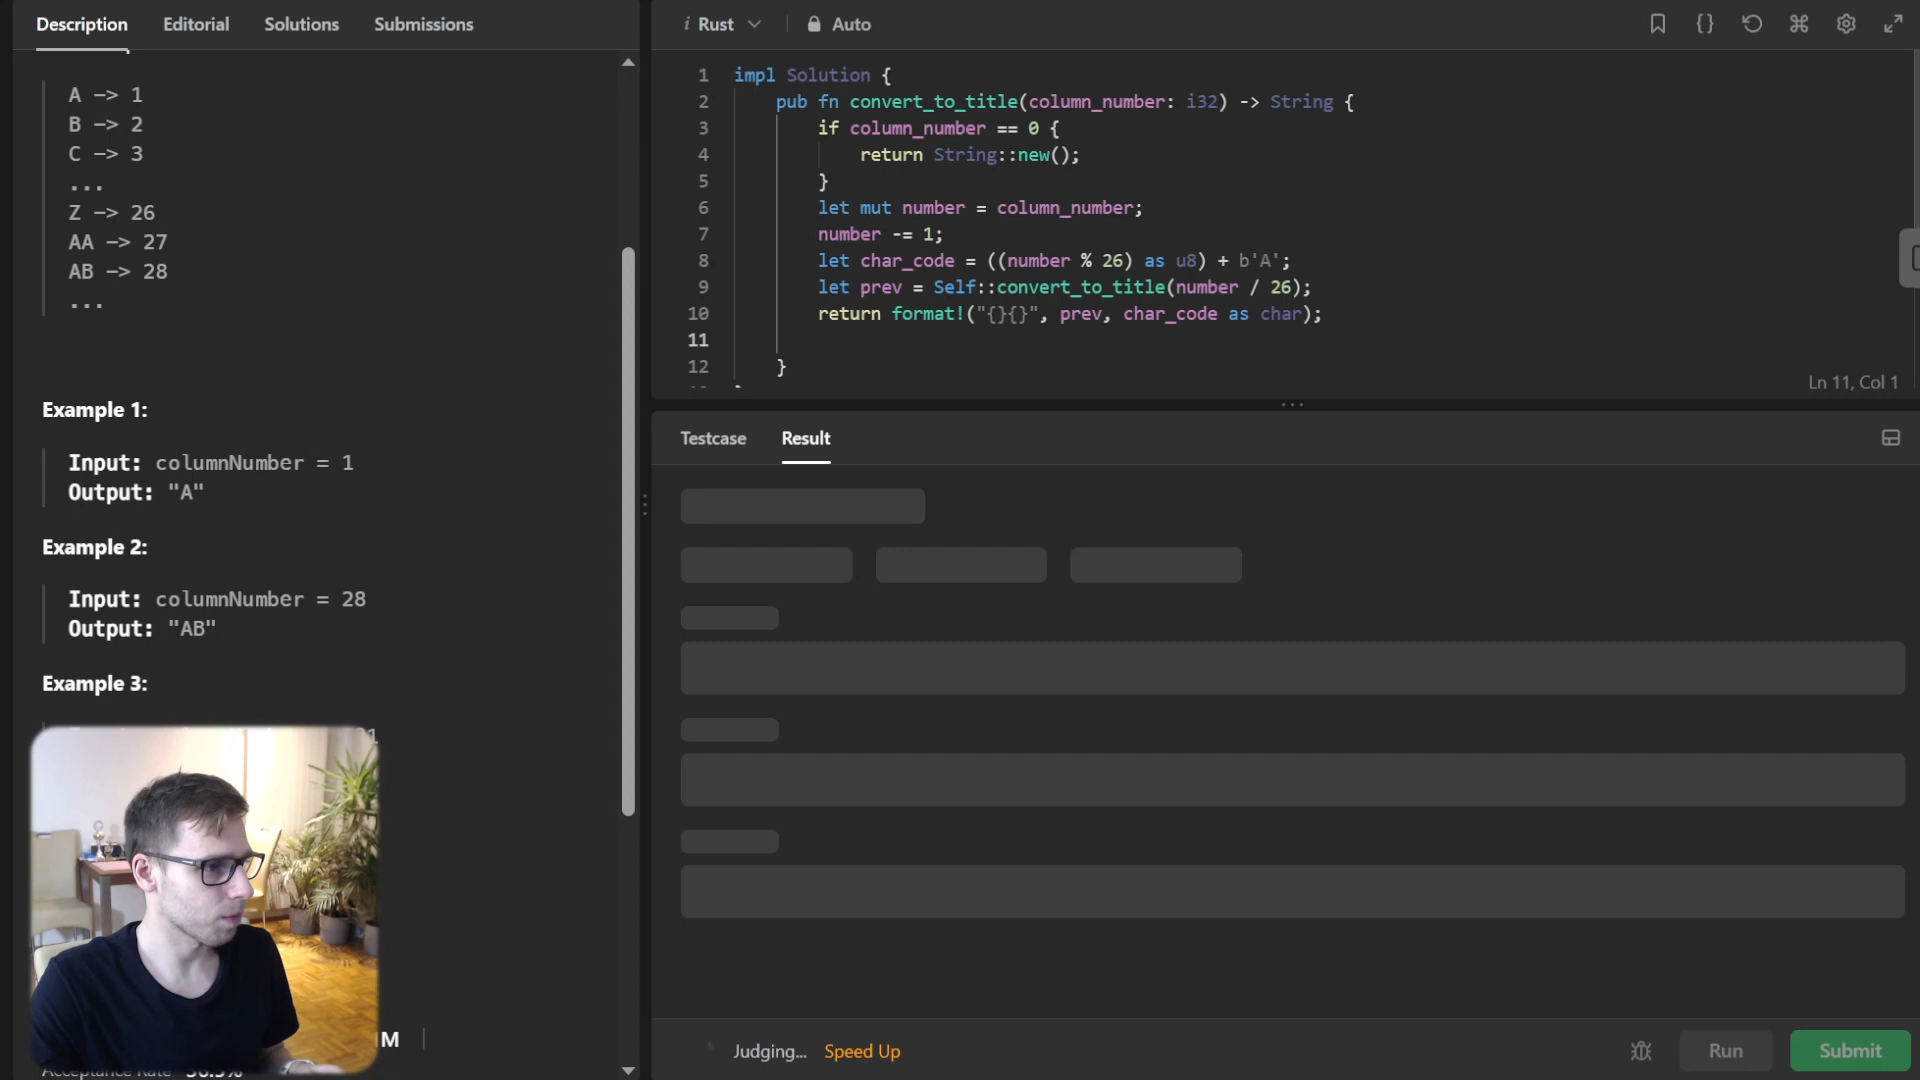 Description Editorial Solutions Submissions
A -> 1
B -> 2
C -> 3
...
Z -> 26
AA -> 27
AB -> 28
...
Example 1:
Input: columnNumber = 1
Output: "A"
Example 2:
Input: columnNumber = 28
Output: "AB"
Example 3:
M
Acceptance Rate
i Rust Auto
1 impl Solution {
2 pub fn convert_to_title(column_number: i32) -> String {
3 if column_number == 0 {
4 return String::new();
5 }
6 let mut number = column_number;
7 number -= 1;
8 let char_code = ((number % 26) as u8) + b'A';
9 let prev = Self::convert_to_title(number / 26);
10 return format!("{}{}", prev, char_code as char);
11
12 }
Ln 11, Col 1
Testcase Result
Judging... Speed Up Run Submit